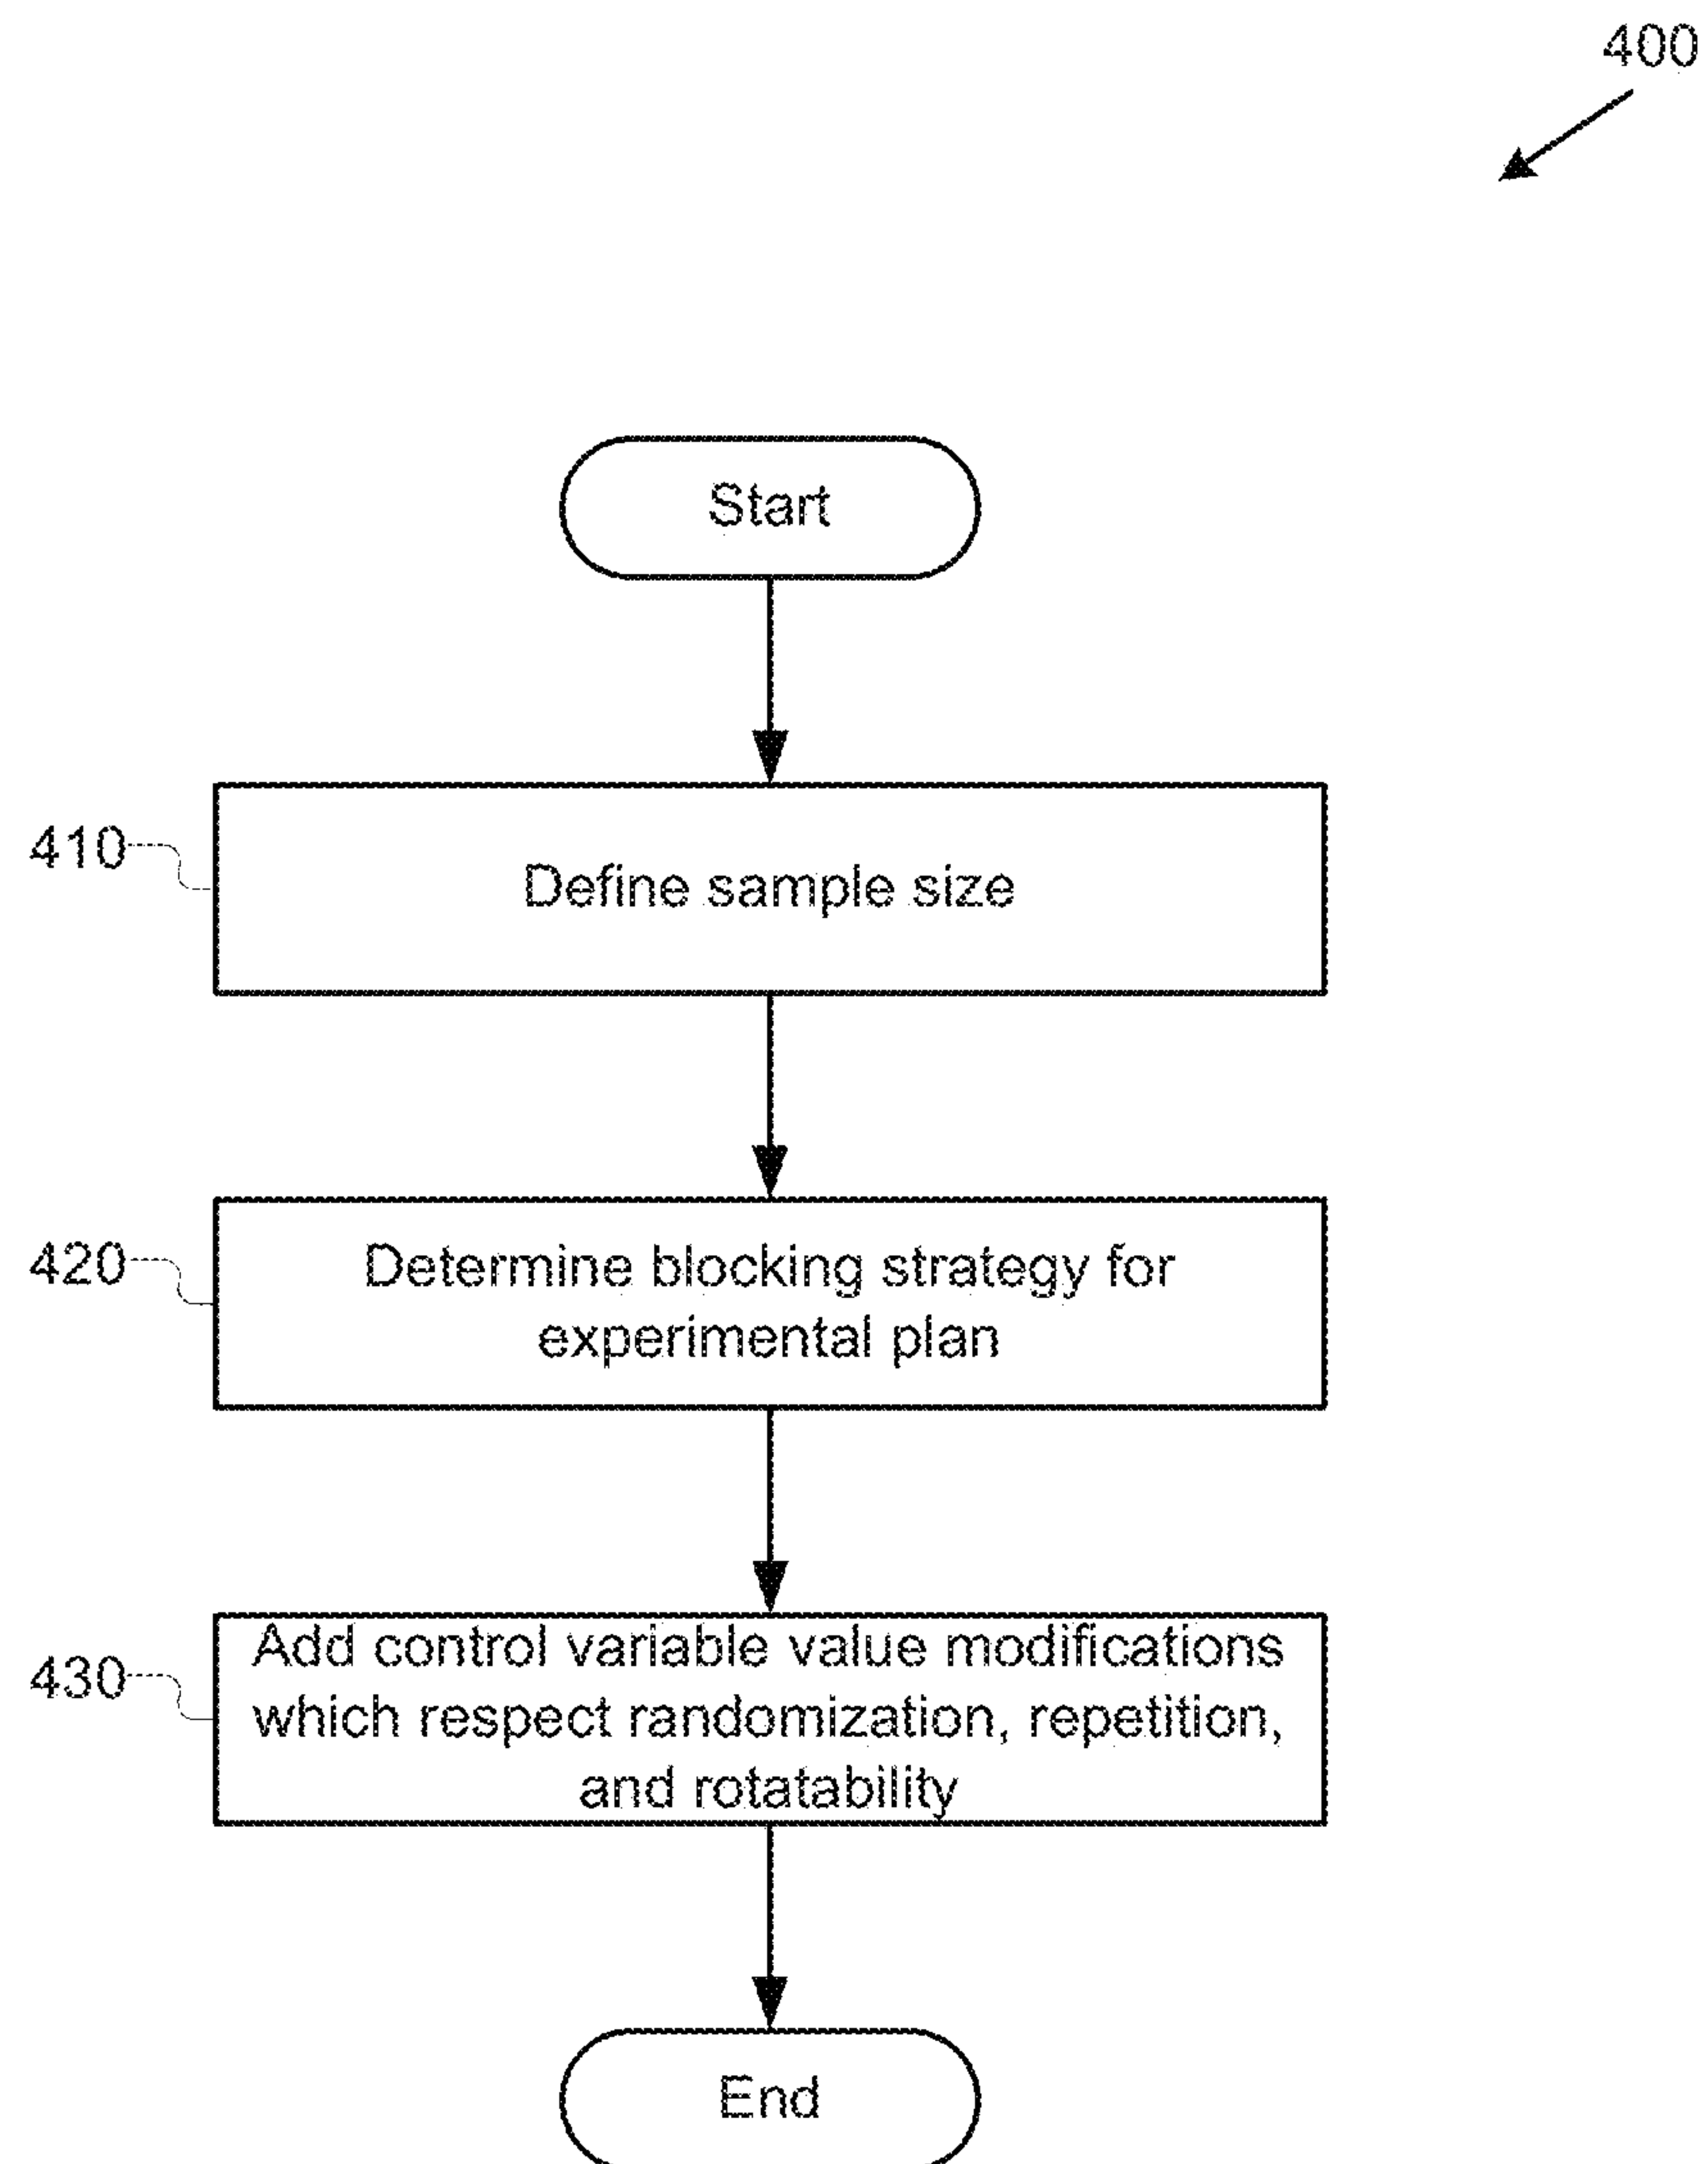 400
Start
410
Define sample size
420
Determine blocking strategy for
experimental plan
430
Add control variable value modifications
which respect randomization, repetition,
and rotatability
End